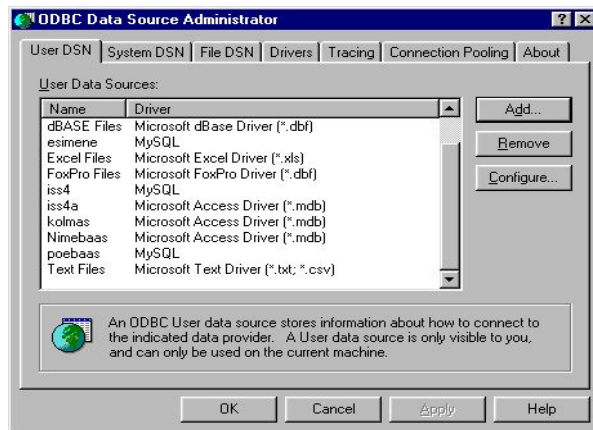 ODBC Data Source Administrator
User DSN System DSN File DSN Drivers Tracing Connection Pooling About
User Data Sources:
Name Driver
dBASE Files Microsoft dBase Driver (*.dbf)
esimene MySQL
Excel Files Microsoft Excel Driver (*.xls)
FoxPro Files Microsoft FoxPro Driver (*.dbf)
iss4 MySQL
iss4a Microsoft Access Driver (*.mdb)
kolmas Microsoft Access Driver (*.mdb)
Nimebaas Microsoft Access Driver (*.mdb)
poebaas MySQL
Text Files Microsoft Text Driver (*.txt; *.csv)
Add...
Remove
Configure...
An ODBC User data source stores information about how to connect to
the indicated data provider. A User data source is only visible to you,
and can only be used on the current machine.
OK Cancel Apply Help